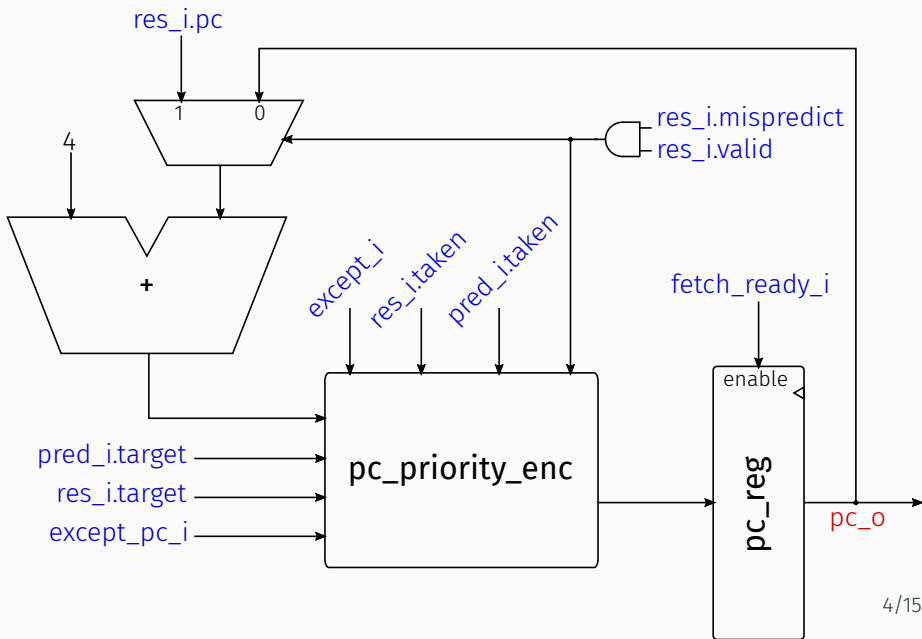 res_i.pc
1
0
res_i.mispredict
res_i.valid
4
+
except_i
res_i.taken
pred_i.taken
fetch_ready_i
enable
pred_i.target
res_i.target
except_pc_i
pc_priority_enc
pc_reg
pc_o
4/15